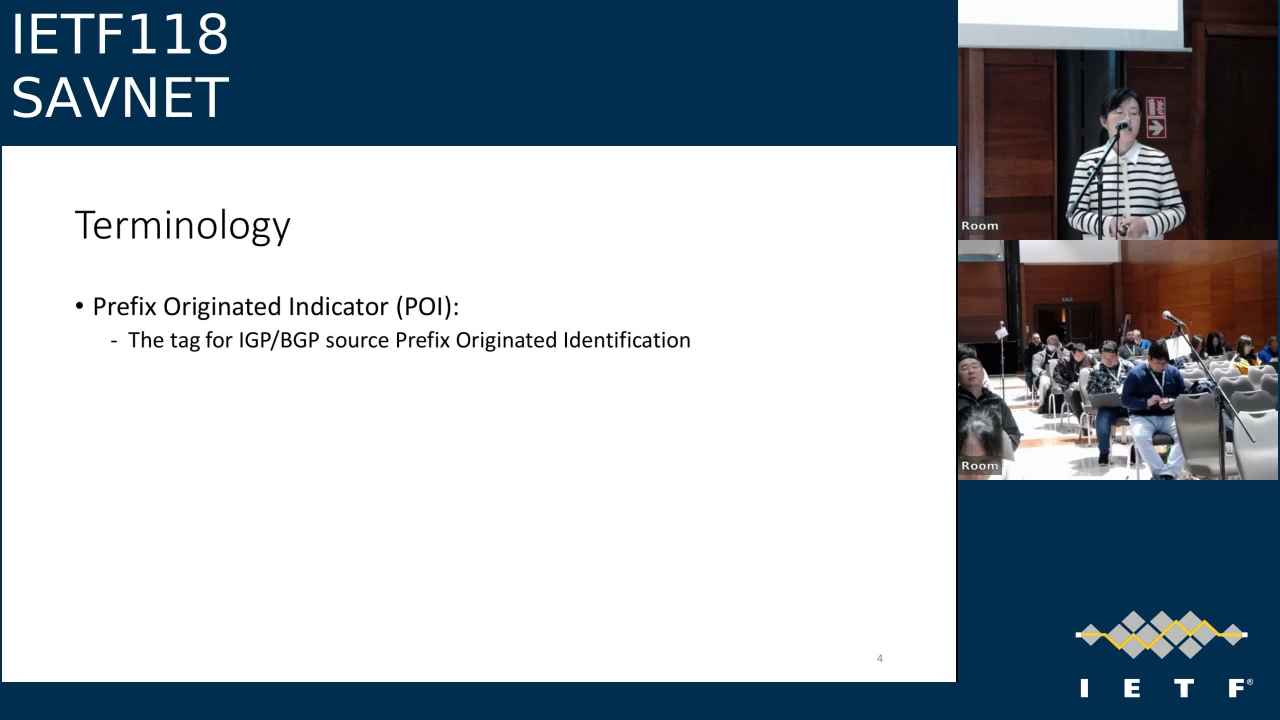 IETF118
SAVNET
Terminology
• Prefix Originated Indicator (POI):
- The tag for IGP/BGP source Prefix Originated Identification
4
Room
Room
I E T F®